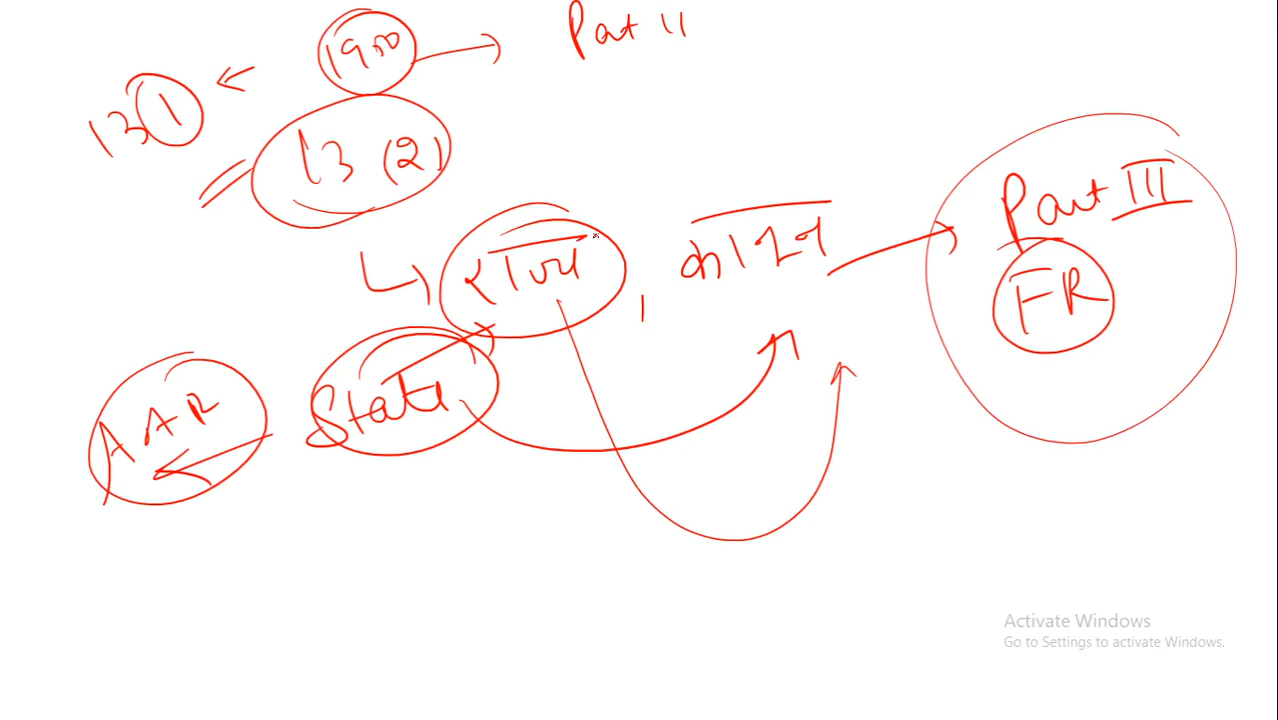 1950 → Part II
13(1) ←
13 (2)
Part III
↳ राज्य, कानून →
FR
State
AAR
Activate Windows
Go to Settings to activate Windows.